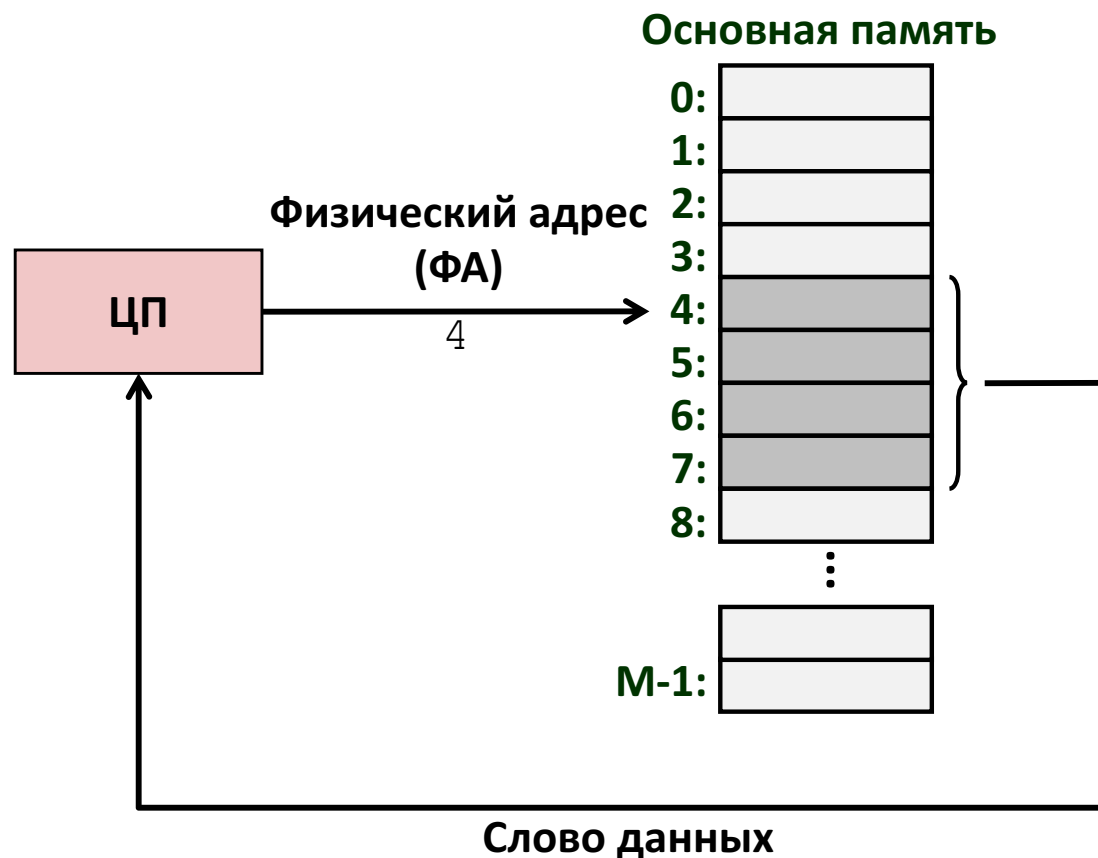 Основная память
0:
1:
2:
Физический адрес
(ФА)
3:
ЦП
4:
4
5:
6:
7:
8:
...
M-1:
Слово данных